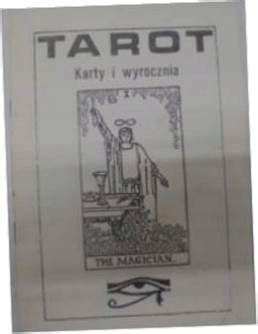 TAROT
Karty i wyrocznia
I
THE MAGICIAN.